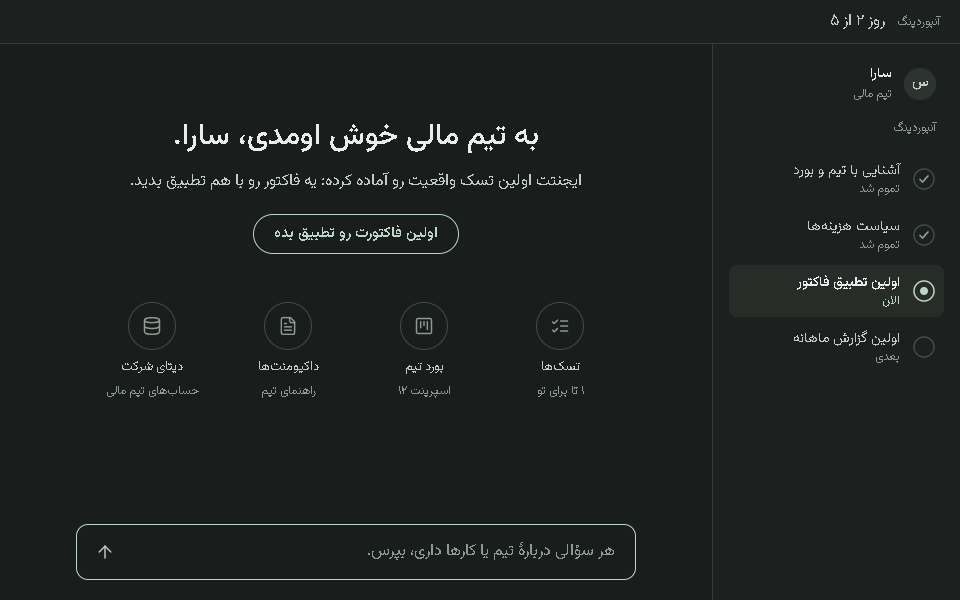 آنبوردینگ روز ۲ از ۵
س
سارا
تیم مالی
آنبوردینگ
آشنایی با تیم و بورد
تموم شد
سیاست هزینه‌ها
تموم شد
اولین تطبیق فاکتور
الان
اولین گزارش ماهانه
بعدی
به تیم مالی خوش اومدی، سارا.
ایجنتت اولین تسک واقعیت رو آماده کرده: یه فاکتور رو با هم تطبیق بدید.
اولین فاکتورت رو تطبیق بده
تسک‌ها
۱ تا برای تو
بورد تیم
اسپرینت ۱۲
داکیومنت‌ها
راهنمای تیم
دیتای شرکت
حساب‌های تیم مالی
هر سؤالی دربارهٔ تیم یا کارها داری، بپرس.